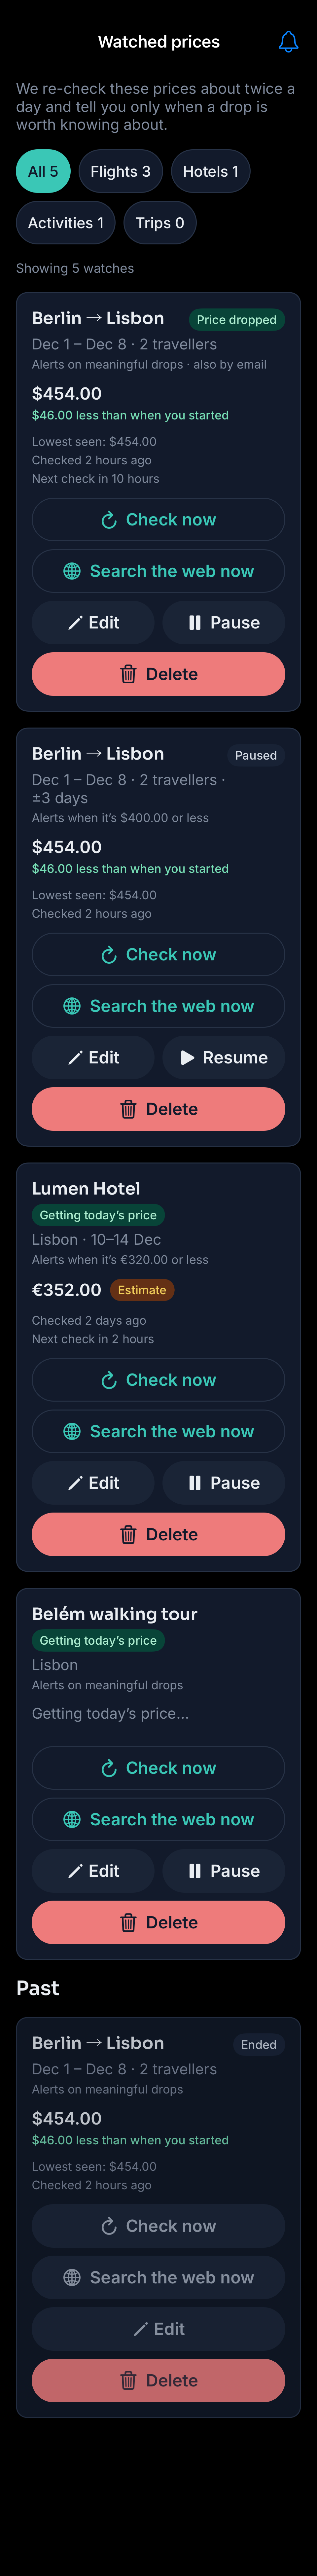 Watched prices
We re-check these prices about twice a
day and tell you only when a drop is
worth knowing about.
All 5
Flights 3
Hotels 1
Activities 1
Trips 0
Showing 5 watches
Berlin → Lisbon
Price dropped
Dec 1 – Dec 8 · 2 travellers
Alerts on meaningful drops · also by email
$454.00
$46.00 less than when you started
Lowest seen: $454.00
Checked 2 hours ago
Next check in 10 hours
Check now
Search the web now
Edit
Pause
Delete
Berlin → Lisbon
Paused
Dec 1 – Dec 8 · 2 travellers ·
±3 days
Alerts when it’s $400.00 or less
$454.00
$46.00 less than when you started
Lowest seen: $454.00
Checked 2 hours ago
Check now
Search the web now
Edit
Resume
Delete
Lumen Hotel
Getting today’s price
Lisbon · 10–14 Dec
Alerts when it’s €320.00 or less
€352.00
Estimate
Checked 2 days ago
Next check in 2 hours
Check now
Search the web now
Edit
Pause
Delete
Belém walking tour
Getting today’s price
Lisbon
Alerts on meaningful drops
Getting today’s price…
Check now
Search the web now
Edit
Pause
Delete
Past
Berlin → Lisbon
Ended
Dec 1 – Dec 8 · 2 travellers
Alerts on meaningful drops
$454.00
$46.00 less than when you started
Lowest seen: $454.00
Checked 2 hours ago
Check now
Search the web now
Edit
Delete